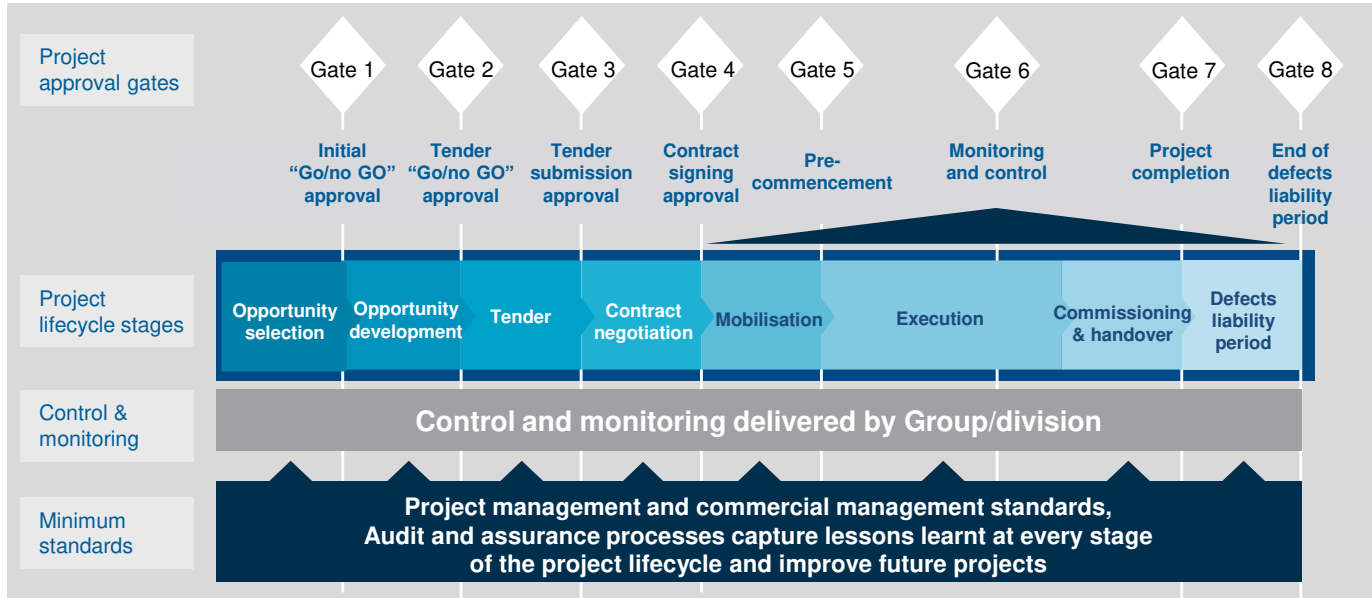 Project
approval gates
Gate 1
Gate 2
Gate 3
Gate 4
Gate 5
Gate 6
Gate 7
Gate 8
Initial
“Go/no GO”
approval
Tender
“Go/no GO”
approval
Tender
submission
approval
Contract
signing
approval
Pre-
commencement
Monitoring
and control
Project
completion
End of
defects
liability
period
Project
lifecycle stages
Opportunity
selection
Opportunity
development
Tender
Contract
negotiation
Mobilisation
Execution
Commissioning
& handover
Defects
liability
period
Control &
monitoring
Control and monitoring delivered by Group/division
Minimum
standards
Project management and commercial management standards,
Audit and assurance processes capture lessons learnt at every stage
of the project lifecycle and improve future projects